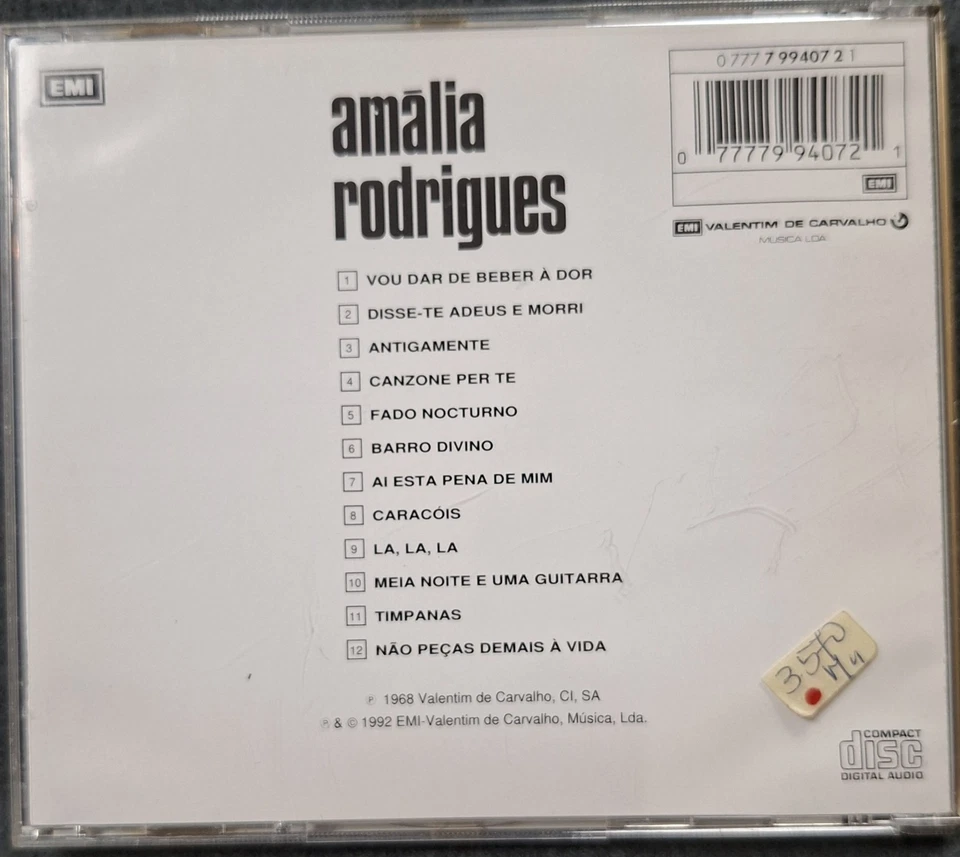 EMI
amália
rodrigues
0777 7 99407 2 1
0 77779 94072 1
EMI
EMI VALENTIM DE CARVALHO
MUSICA LDA.
1 VOU DAR DE BEBER À DOR
2 DISSE-TE ADEUS E MORRI
3 ANTIGAMENTE
4 CANZONE PER TE
5 FADO NOCTURNO
6 BARRO DIVINO
7 AI ESTA PENA DE MIM
8 CARACÓIS
9 LA, LA, LA
10 MEIA NOITE E UMA GUITARRA
11 TIMPANAS
12 NÃO PEÇAS DEMAIS À VIDA
℗ 1968 Valentim de Carvalho, CI, SA
℗ & © 1992 EMI-Valentim de Carvalho, Música, Lda.
COMPACT
disc
DIGITAL AUDIO